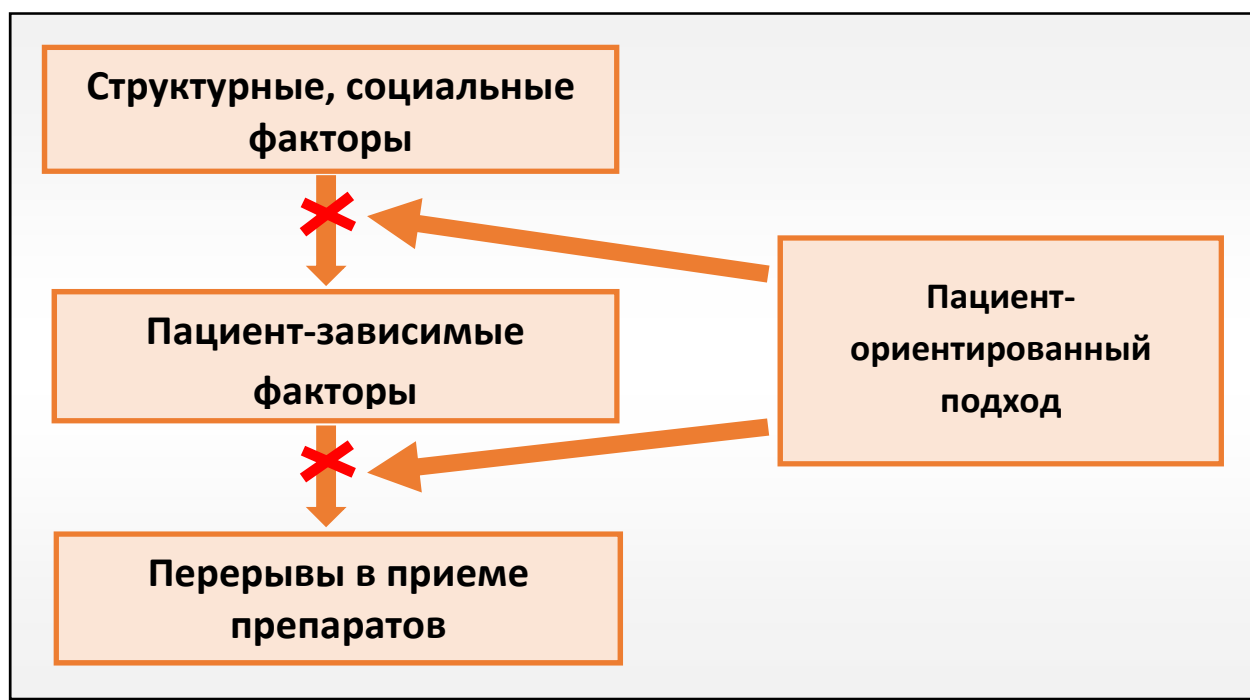 Структурные, социальные
факторы
Пациент-зависимые
факторы
Перерывы в приеме
препаратов
Пациент-
ориентированный
подход